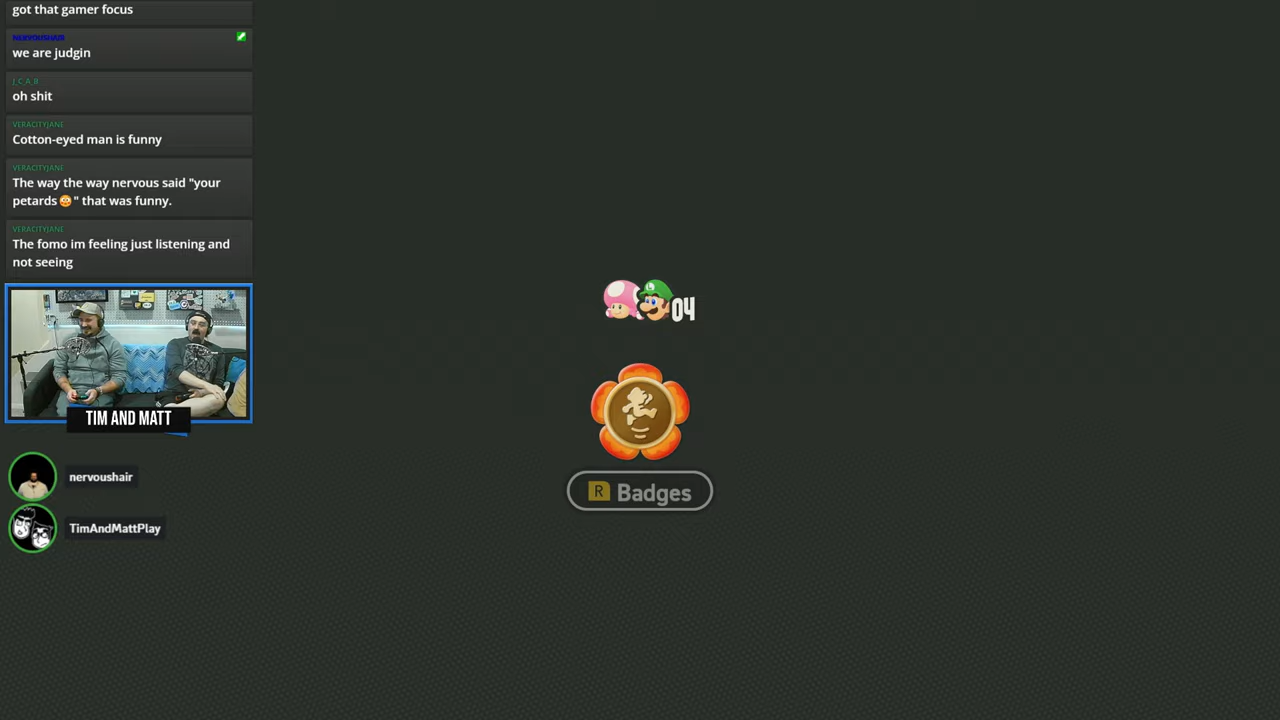 got that gamer focus
NERVOUSHAIR
we are judgin
J_C_A_B
oh shit
VERACITYJANE
Cotton-eyed man is funny
VERACITYJANE
The way the way nervous said "your
petards😳" that was funny.
VERACITYJANE
The fomo im feeling just listening and
not seeing
TIM AND MATT
nervoushair
TimAndMattPlay
L
04
R Badges